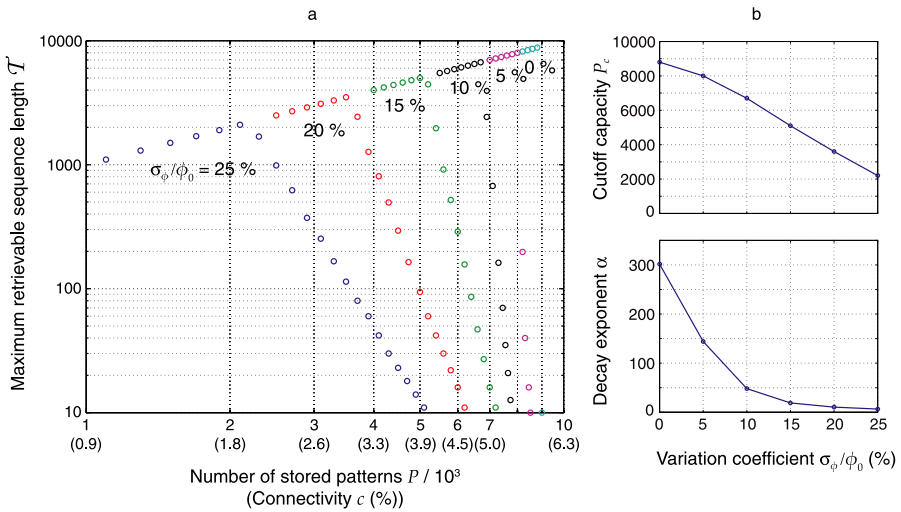 a
10000
1000
100
10
Maximum retrievable sequence length 𝒯
σϕ/ϕ0 = 25 %
20 %
15 %
10 %
5 %
0 %
1 2 3 4 5 6 7 8 10
(0.9) (1.8) (2.6) (3.3) (3.9) (4.5) (5.0) (6.3)
Number of stored patterns P / 10³
(Connectivity c (%))
b
10000
8000
6000
4000
2000
0
Cutoff capacity Pc
300
200
100
0
Decay exponent α
0 5 10 15 20 25
Variation coefficient σϕ/ϕ0 (%)